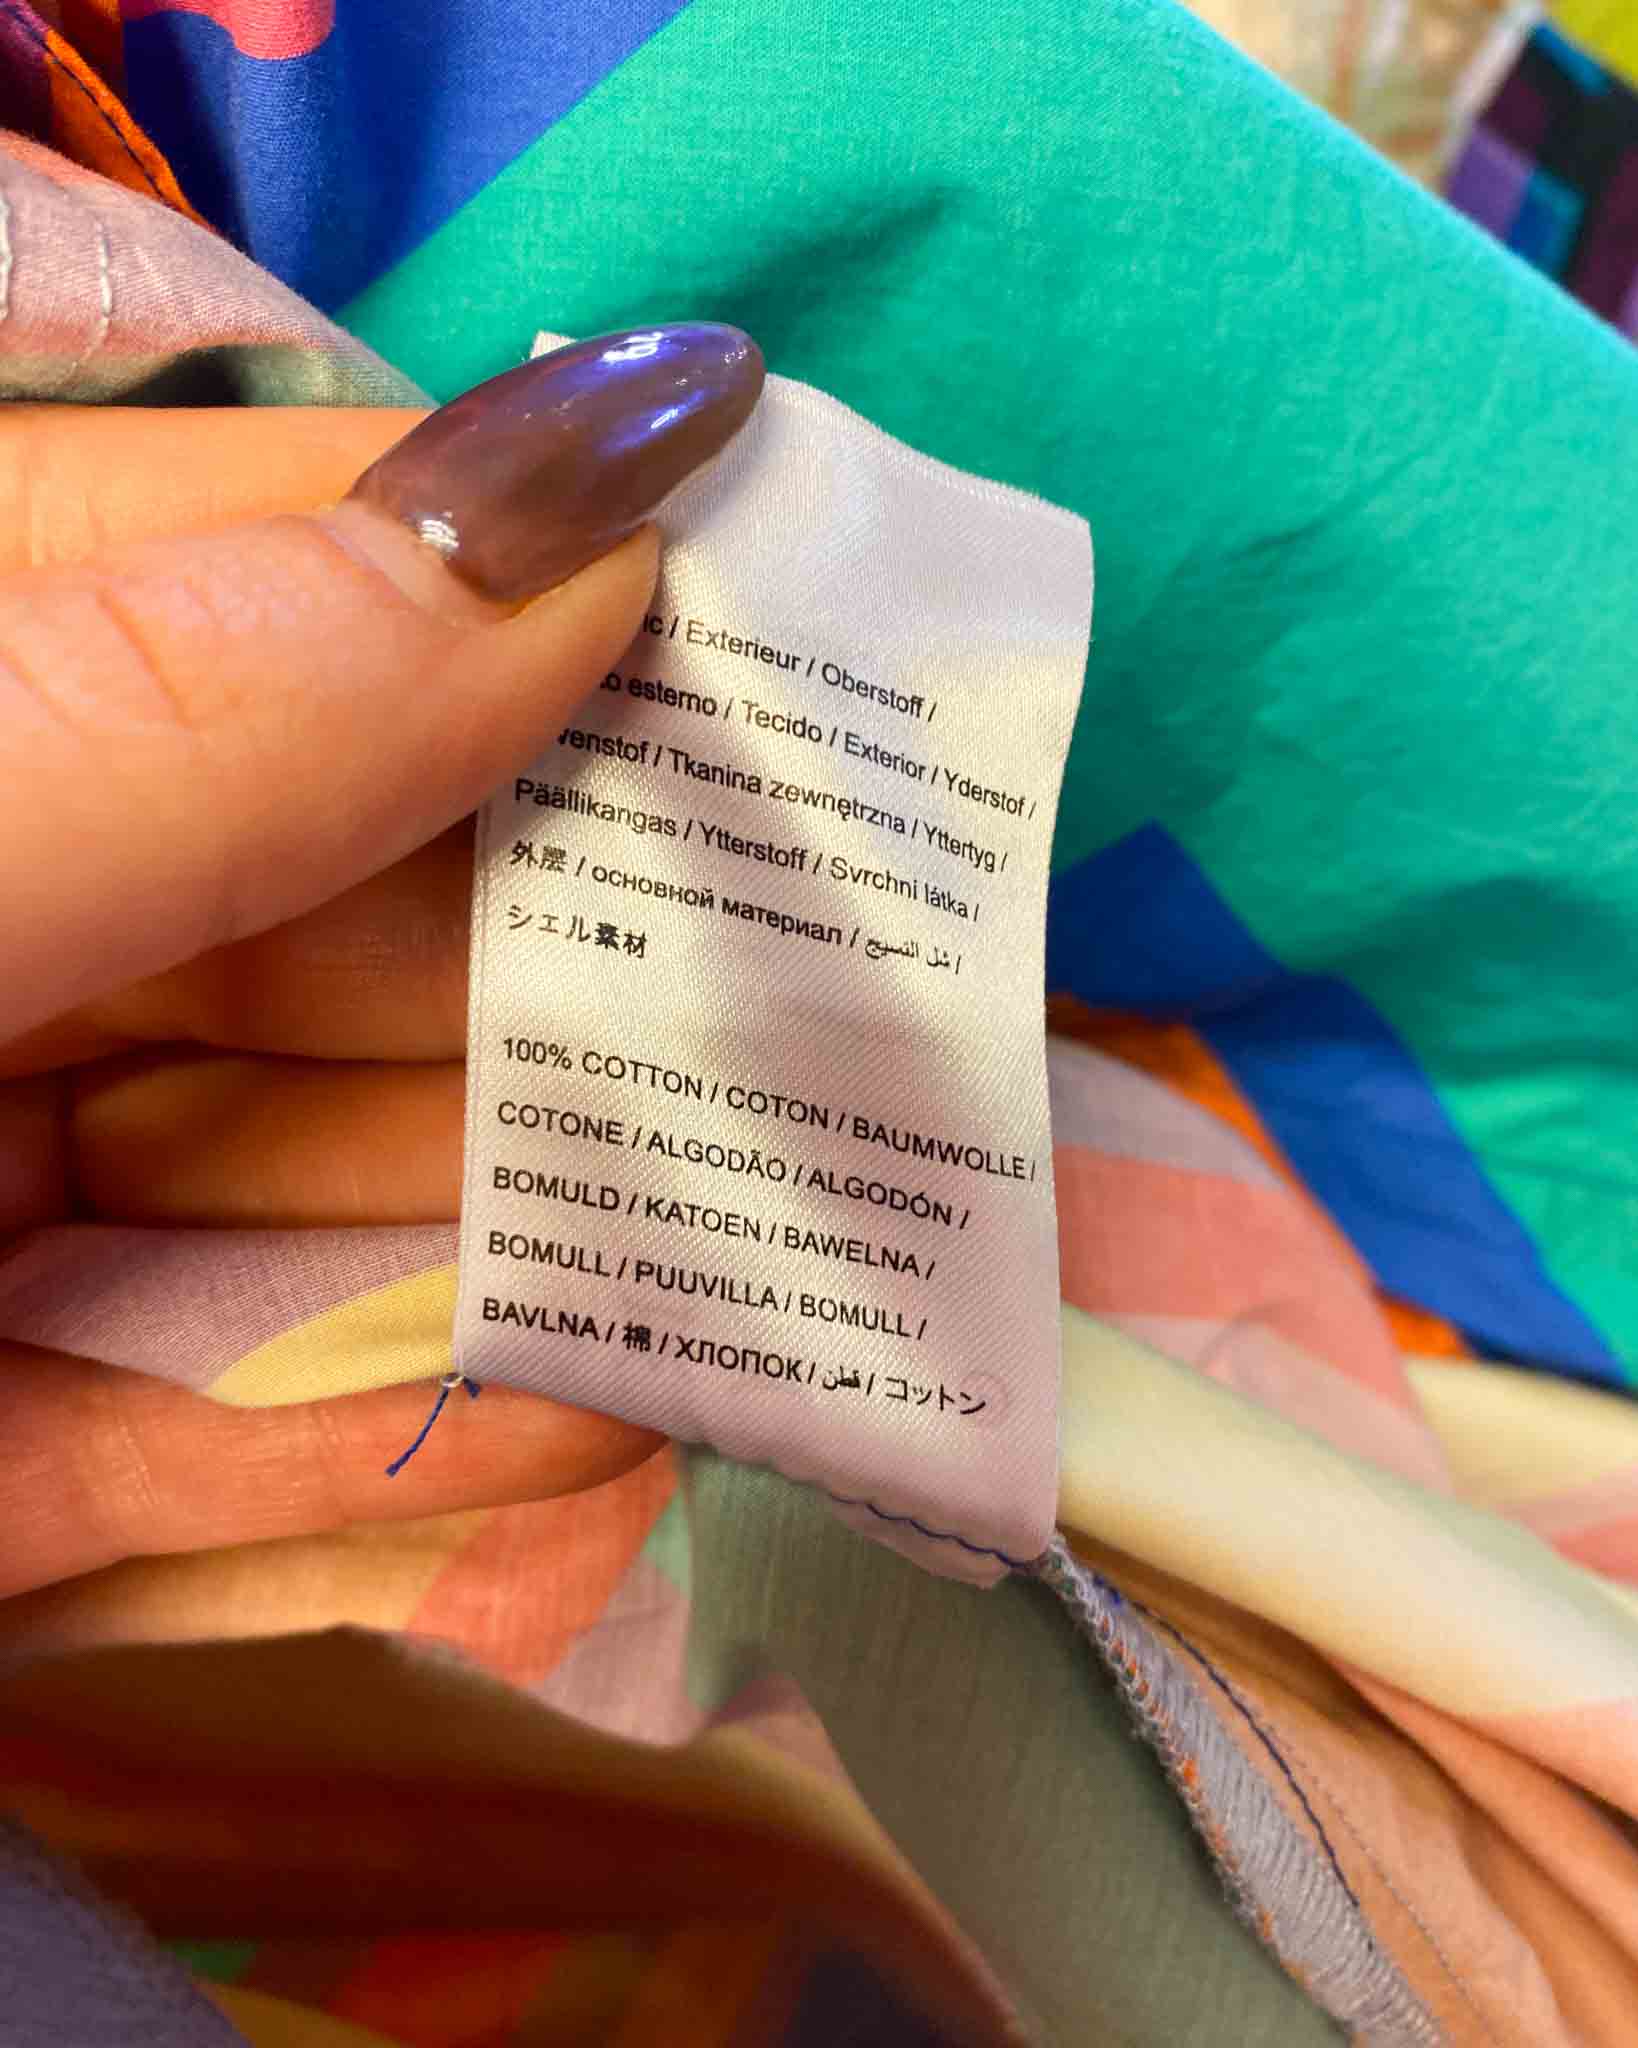 / Exterieur / Oberstoff /
esterno / Tecido / Exterior / Yderstof /
/ Tkanina zewnętrzna / Yttertyg /
Päällikangas / Ytterstoff / Svrchni látka /
外层 / основной материал / شل النسيج /
シェル素材
100% COTTON / COTON / BAUMWOLLE /
COTONE / ALGODÃO / ALGODÓN /
BOMULD / KATOEN / BAWELNA /
BOMULL / PUUVILLA / BOMULL /
BAVLNA / 棉 / ХЛОПОК / قطن / コットン